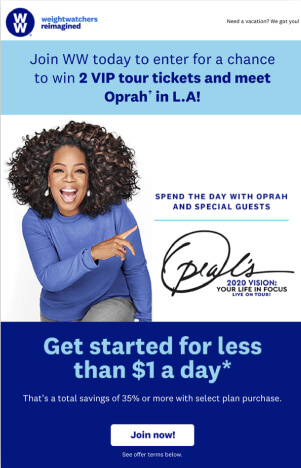 WW
weightwatchers
reimagined
Need a vacation? We got you!
Join WW today to enter for a chance
to win 2 VIP tour tickets and meet
Oprah† in L.A!
SPEND THE DAY WITH OPRAH
AND SPECIAL GUESTS
Oprah's
2020 VISION:
YOUR LIFE IN FOCUS
LIVE ON TOUR!
Get started for less
than $1 a day*
That's a total savings of 35% or more with select plan purchase.
Join now!
See offer terms below.